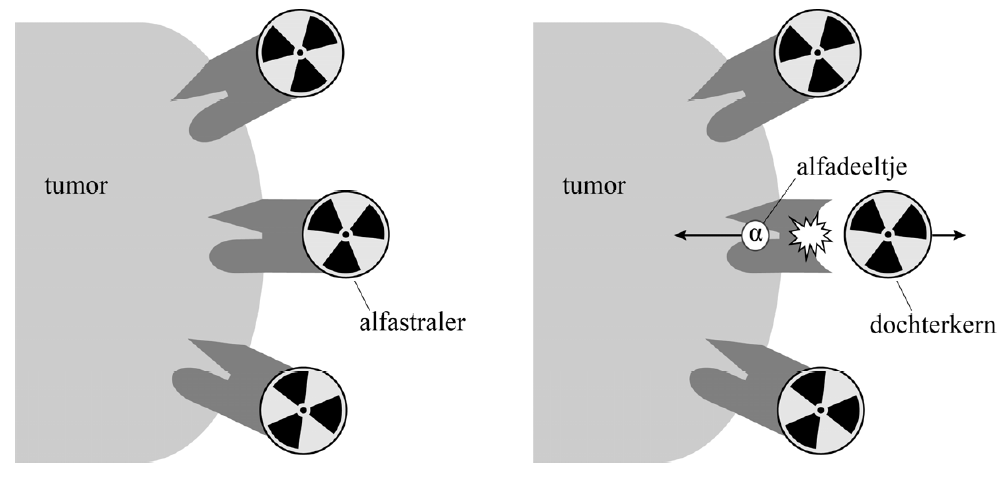 tumor
alfastraler
tumor
alfadeeltje
α
dochterkern